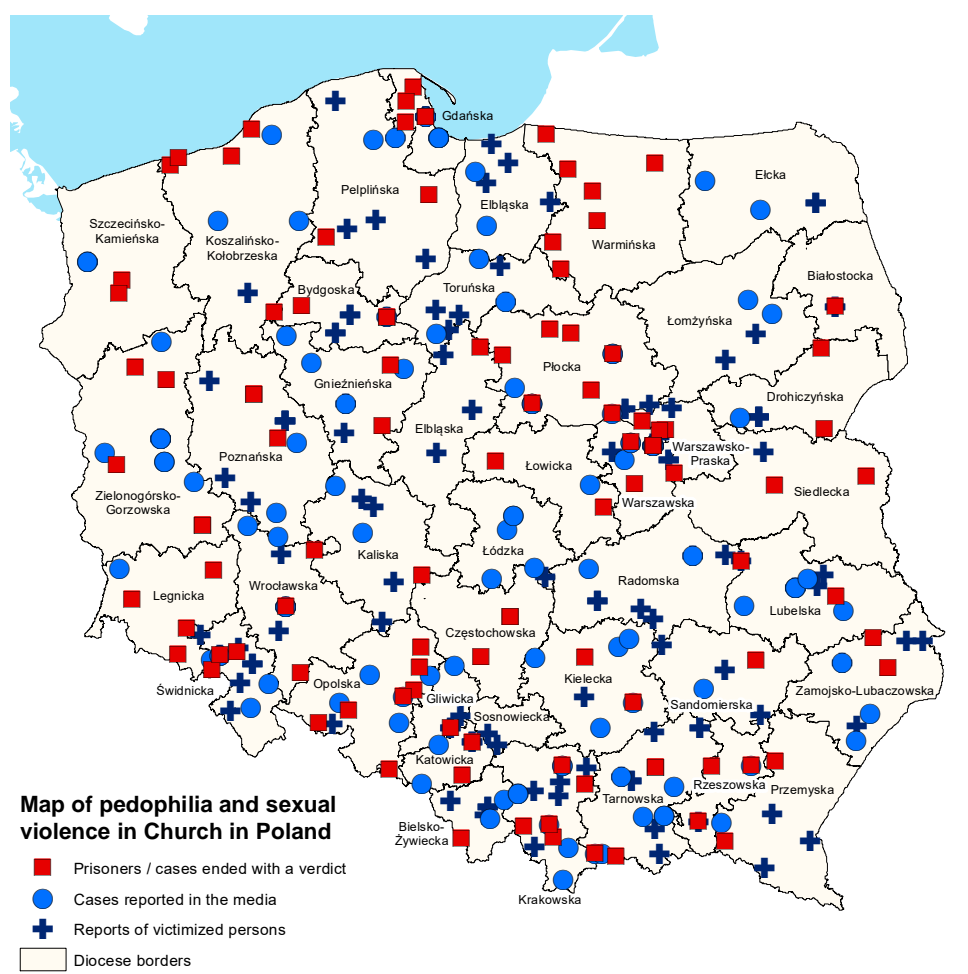 Gdańska
Ełcka
Pelplińska
Elbląska
Szczecińsko-
Kamieńska
Koszalińsko-
Kołobrzeska
Warmińska
Białostocka
Bydgoska
Toruńska
Łomżyńska
Płocka
Gnieźnieńska
Drohiczyńska
Elbląska
Poznańska
Łowicka
Warszawsko-
Praska
Zielonogórsko-
Gorzowska
Warszawska
Siedlecka
Kaliska
Łódzka
Wrocławska
Radomska
Legnicka
Lubelska
Częstochowska
Świdnicka
Opolska
Gliwicka
Kielecka
Zamojsko-Lubaczowska
Sandomierska
Sosnowiecka
Katowicka
Rzeszowska
Przemyska
Tarnowska
Bielsko-
Żywiecka
Krakowska
Map of pedophilia and sexual
violence in Church in Poland
Prisoners / cases ended with a verdict
Cases reported in the media
Reports of victimized persons
Diocese borders